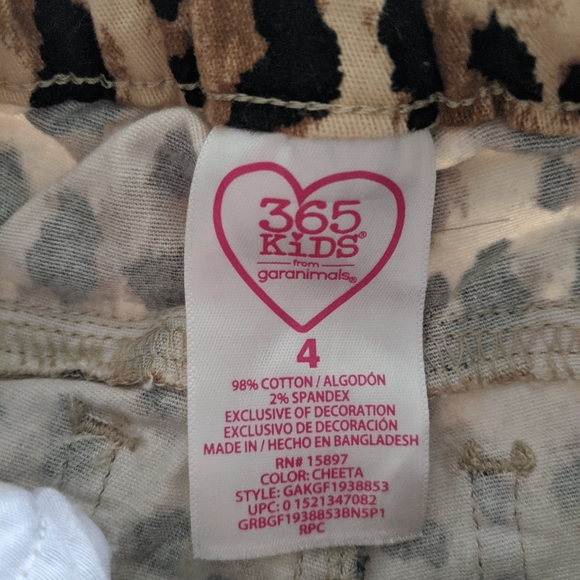 365
KiDS®
from
garanimals®
4
98% COTTON / ALGODÓN
2% SPANDEX
EXCLUSIVE OF DECORATION
EXCLUSIVO DE DECORACIÓN
MADE IN / HECHO EN BANGLADESH
RN# 15897
COLOR: CHEETA
STYLE: GAKGF1938853
UPC: 0 1521347082
GRBGF1938853BN5P1
RPC